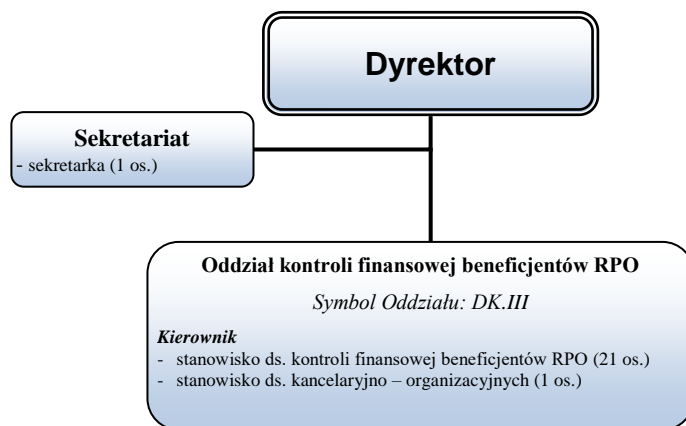 Dyrektor
Sekretariat
- sekretarka (1 os.)
Oddział kontroli finansowej beneficjentów RPO
Symbol Oddziału: DK.III
Kierownik
- stanowisko ds. kontroli finansowej beneficjentów RPO (21 os.)
- stanowisko ds. kancelaryjno – organizacyjnych (1 os.)